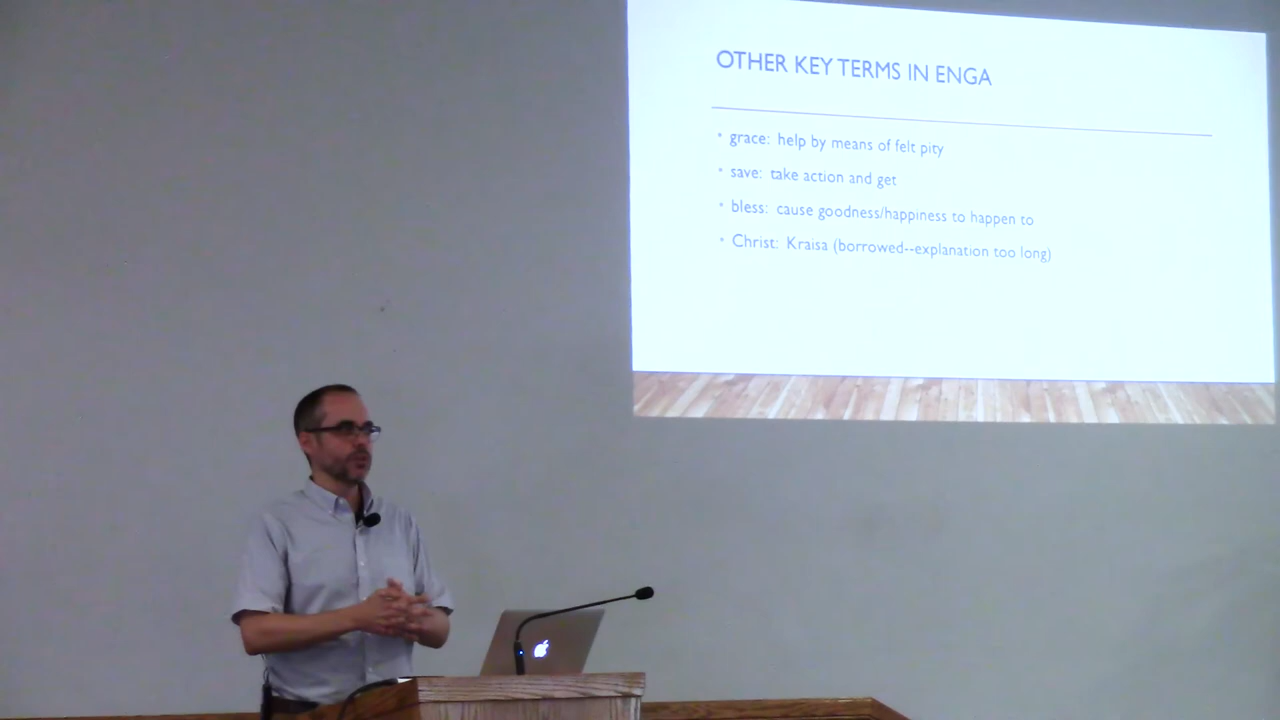 OTHER KEY TERMS IN ENGA
• grace: help by means of felt pity
• save: take action and get
• bless: cause goodness/happiness to happen to
• Christ: Kraisa (borrowed--explanation too long)